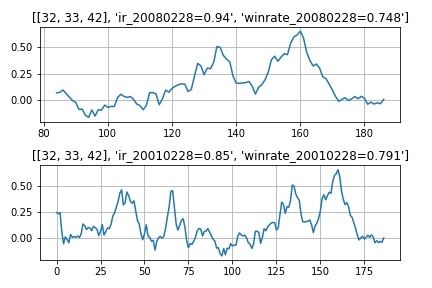 [[32, 33, 42], 'ir_20080228=0.94', 'winrate_20080228=0.748']
0.50
0.25
0.00
80 100 120 140 160 180
[[32, 33, 42], 'ir_20010228=0.85', 'winrate_20010228=0.791']
0.50
0.25
0.00
0 25 50 75 100 125 150 175